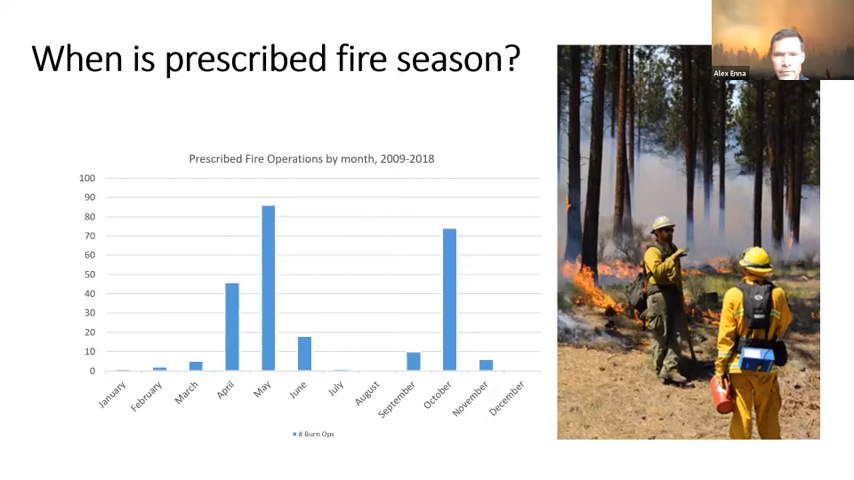 When is prescribed fire season?
Alex Enna
Prescribed Fire Operations by month, 2009-2018
100
90
80
70
60
50
40
30
20
10
0
January
February
March
April
May
June
July
August
September
October
November
December
# Burn Ops